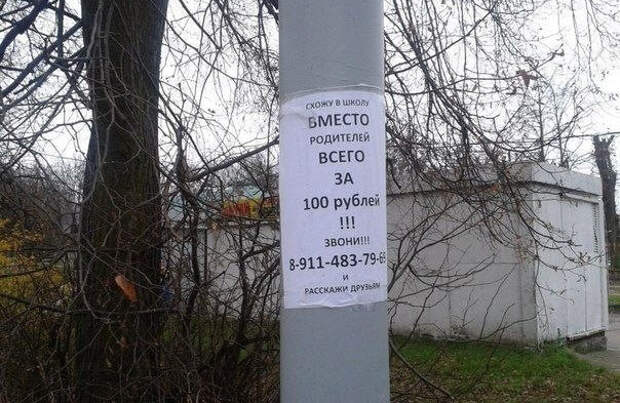 СХОЖУ В ШКОЛУ
ВМЕСТО
РОДИТЕЛЕЙ
ВСЕГО
ЗА
100 рублей
!!!
ЗВОНИ!!!
8-911-483-79-69
И
РАССКАЖИ ДРУЗЬЯМ